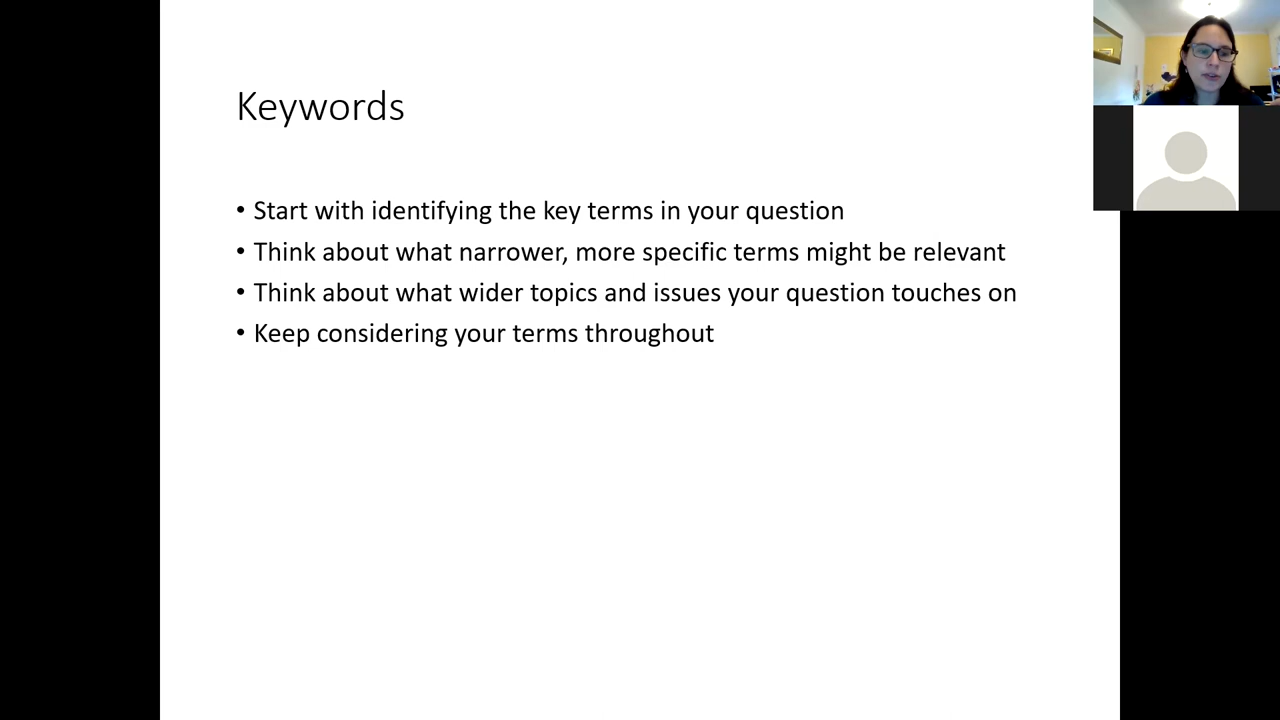 Keywords
• Start with identifying the key terms in your question
• Think about what narrower, more specific terms might be relevant
• Think about what wider topics and issues your question touches on
• Keep considering your terms throughout